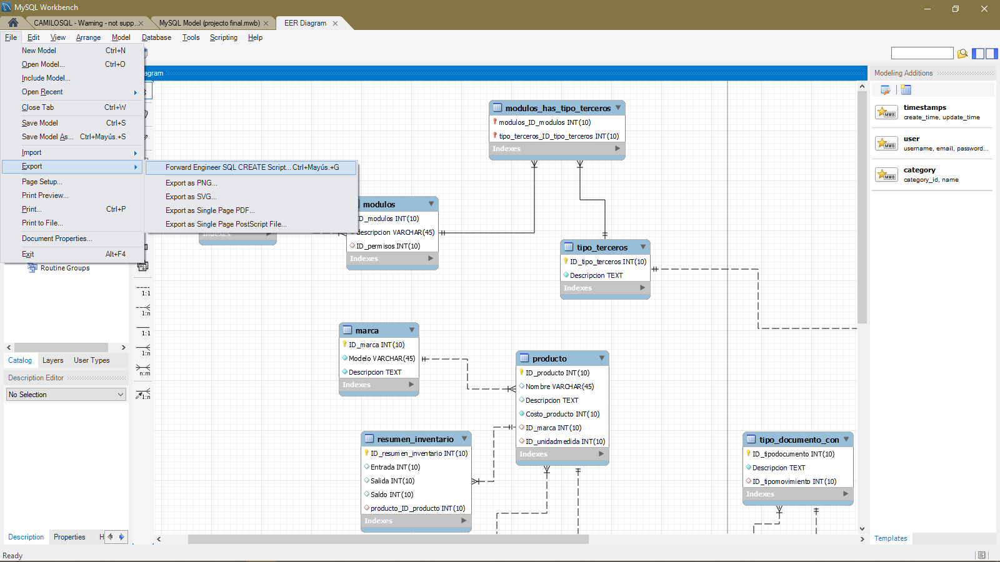 MySQL Workbench
CAMILOSQL - Warning - not supp...
MySQL Model (projecto final.mwb)
EER Diagram
File Edit View Arrange Model Database Tools Scripting Help
New Model Ctrl+N
Open Model... Ctrl+O
Include Model...
Open Recent
Close Tab Ctrl+W
Save Model Ctrl+S
Save Model As... Ctrl+Mayús.+S
Import
Export
Page Setup...
Print Preview...
Print... Ctrl+P
Print to File...
Document Properties...
Exit Alt+F4
Forward Engineer SQL CREATE Script... Ctrl+Mayús.+G
Export as PNG...
Export as SVG...
Export as Single Page PDF...
Export as Single Page PostScript File...
agram
Routine Groups
Catalog Layers User Types
Description Editor
No Selection
Description Properties H
Ready
1:1
1:n
1:1
1:n
n:m
1:n
modulos_has_tipo_terceros
modulos_ID_modulos INT(10)
tipo_terceros_ID_tipo_terceros INT(10)
Indexes
Indexes
modulos
ID_modulos INT(10)
descripcion VARCHAR(45)
ID_permisos INT(10)
Indexes
tipo_terceros
ID_tipo_terceros INT(10)
Descripcion TEXT
Indexes
marca
ID_marca INT(10)
Modelo VARCHAR(45)
Descripcion TEXT
Indexes
producto
ID_producto INT(10)
Nombre VARCHAR(45)
Descripcion TEXT
Costo_producto INT(10)
ID_marca INT(10)
ID_unidadmedida INT(10)
Indexes
resumen_inventario
ID_resumen_inventario INT(10)
Entrada INT(10)
Salida INT(10)
Saldo INT(10)
producto_ID_producto INT(10)
Indexes
tipo_documento_con
ID_tipodocumento INT(10)
Descripcion TEXT
ID_tipomovimiento INT(10)
Indexes
Modeling Additions
MWB
timestamps
create_time, update_time
MWB
user
username, email, password...
MWB
category
category_id, name
Templates